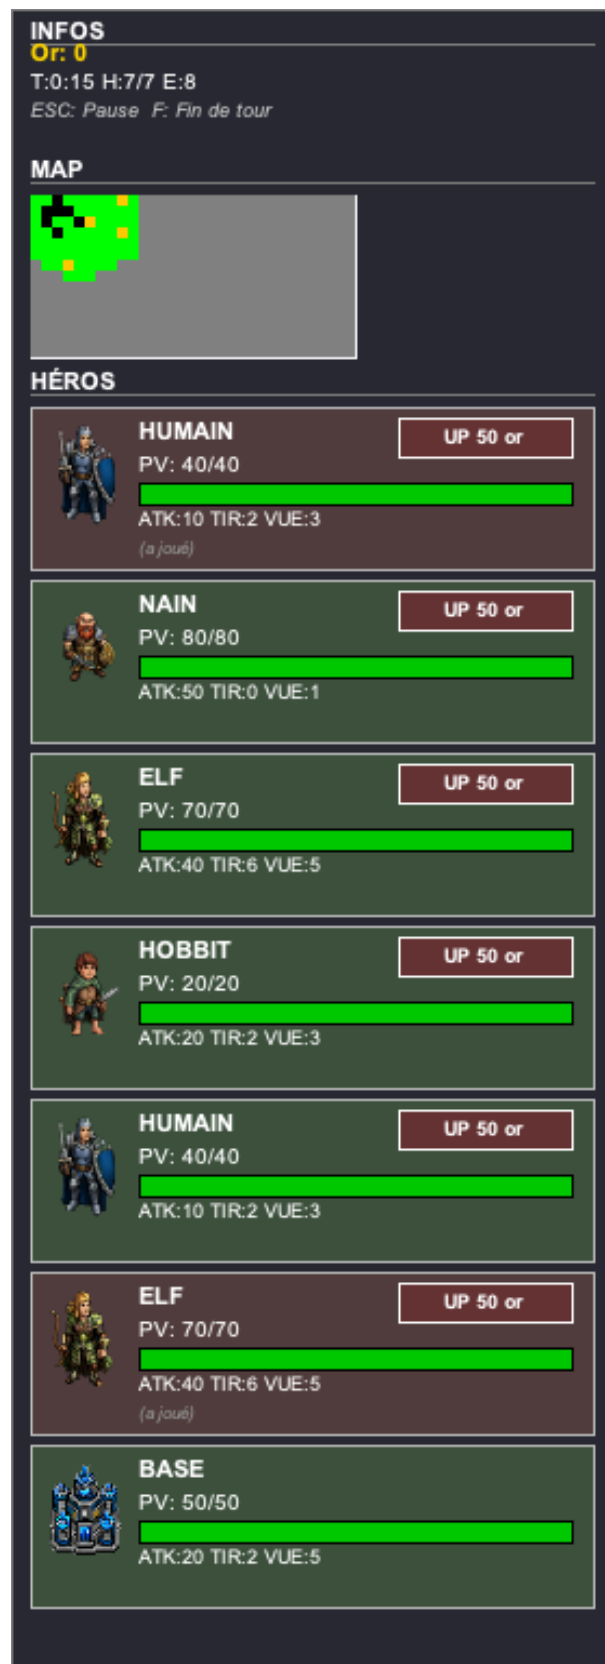 INFOS
Or: 0
T:0:15 H:7/7 E:8
ESC: Pause F: Fin de tour
MAP
HÉROS
HUMAIN
UP 50 or
PV: 40/40
ATK:10 TIR:2 VUE:3
(a joué)
NAIN
UP 50 or
PV: 80/80
ATK:50 TIR:0 VUE:1
ELF
UP 50 or
PV: 70/70
ATK:40 TIR:6 VUE:5
HOBBIT
UP 50 or
PV: 20/20
ATK:20 TIR:2 VUE:3
HUMAIN
UP 50 or
PV: 40/40
ATK:10 TIR:2 VUE:3
ELF
UP 50 or
PV: 70/70
ATK:40 TIR:6 VUE:5
(a joué)
BASE
PV: 50/50
ATK:20 TIR:2 VUE:5